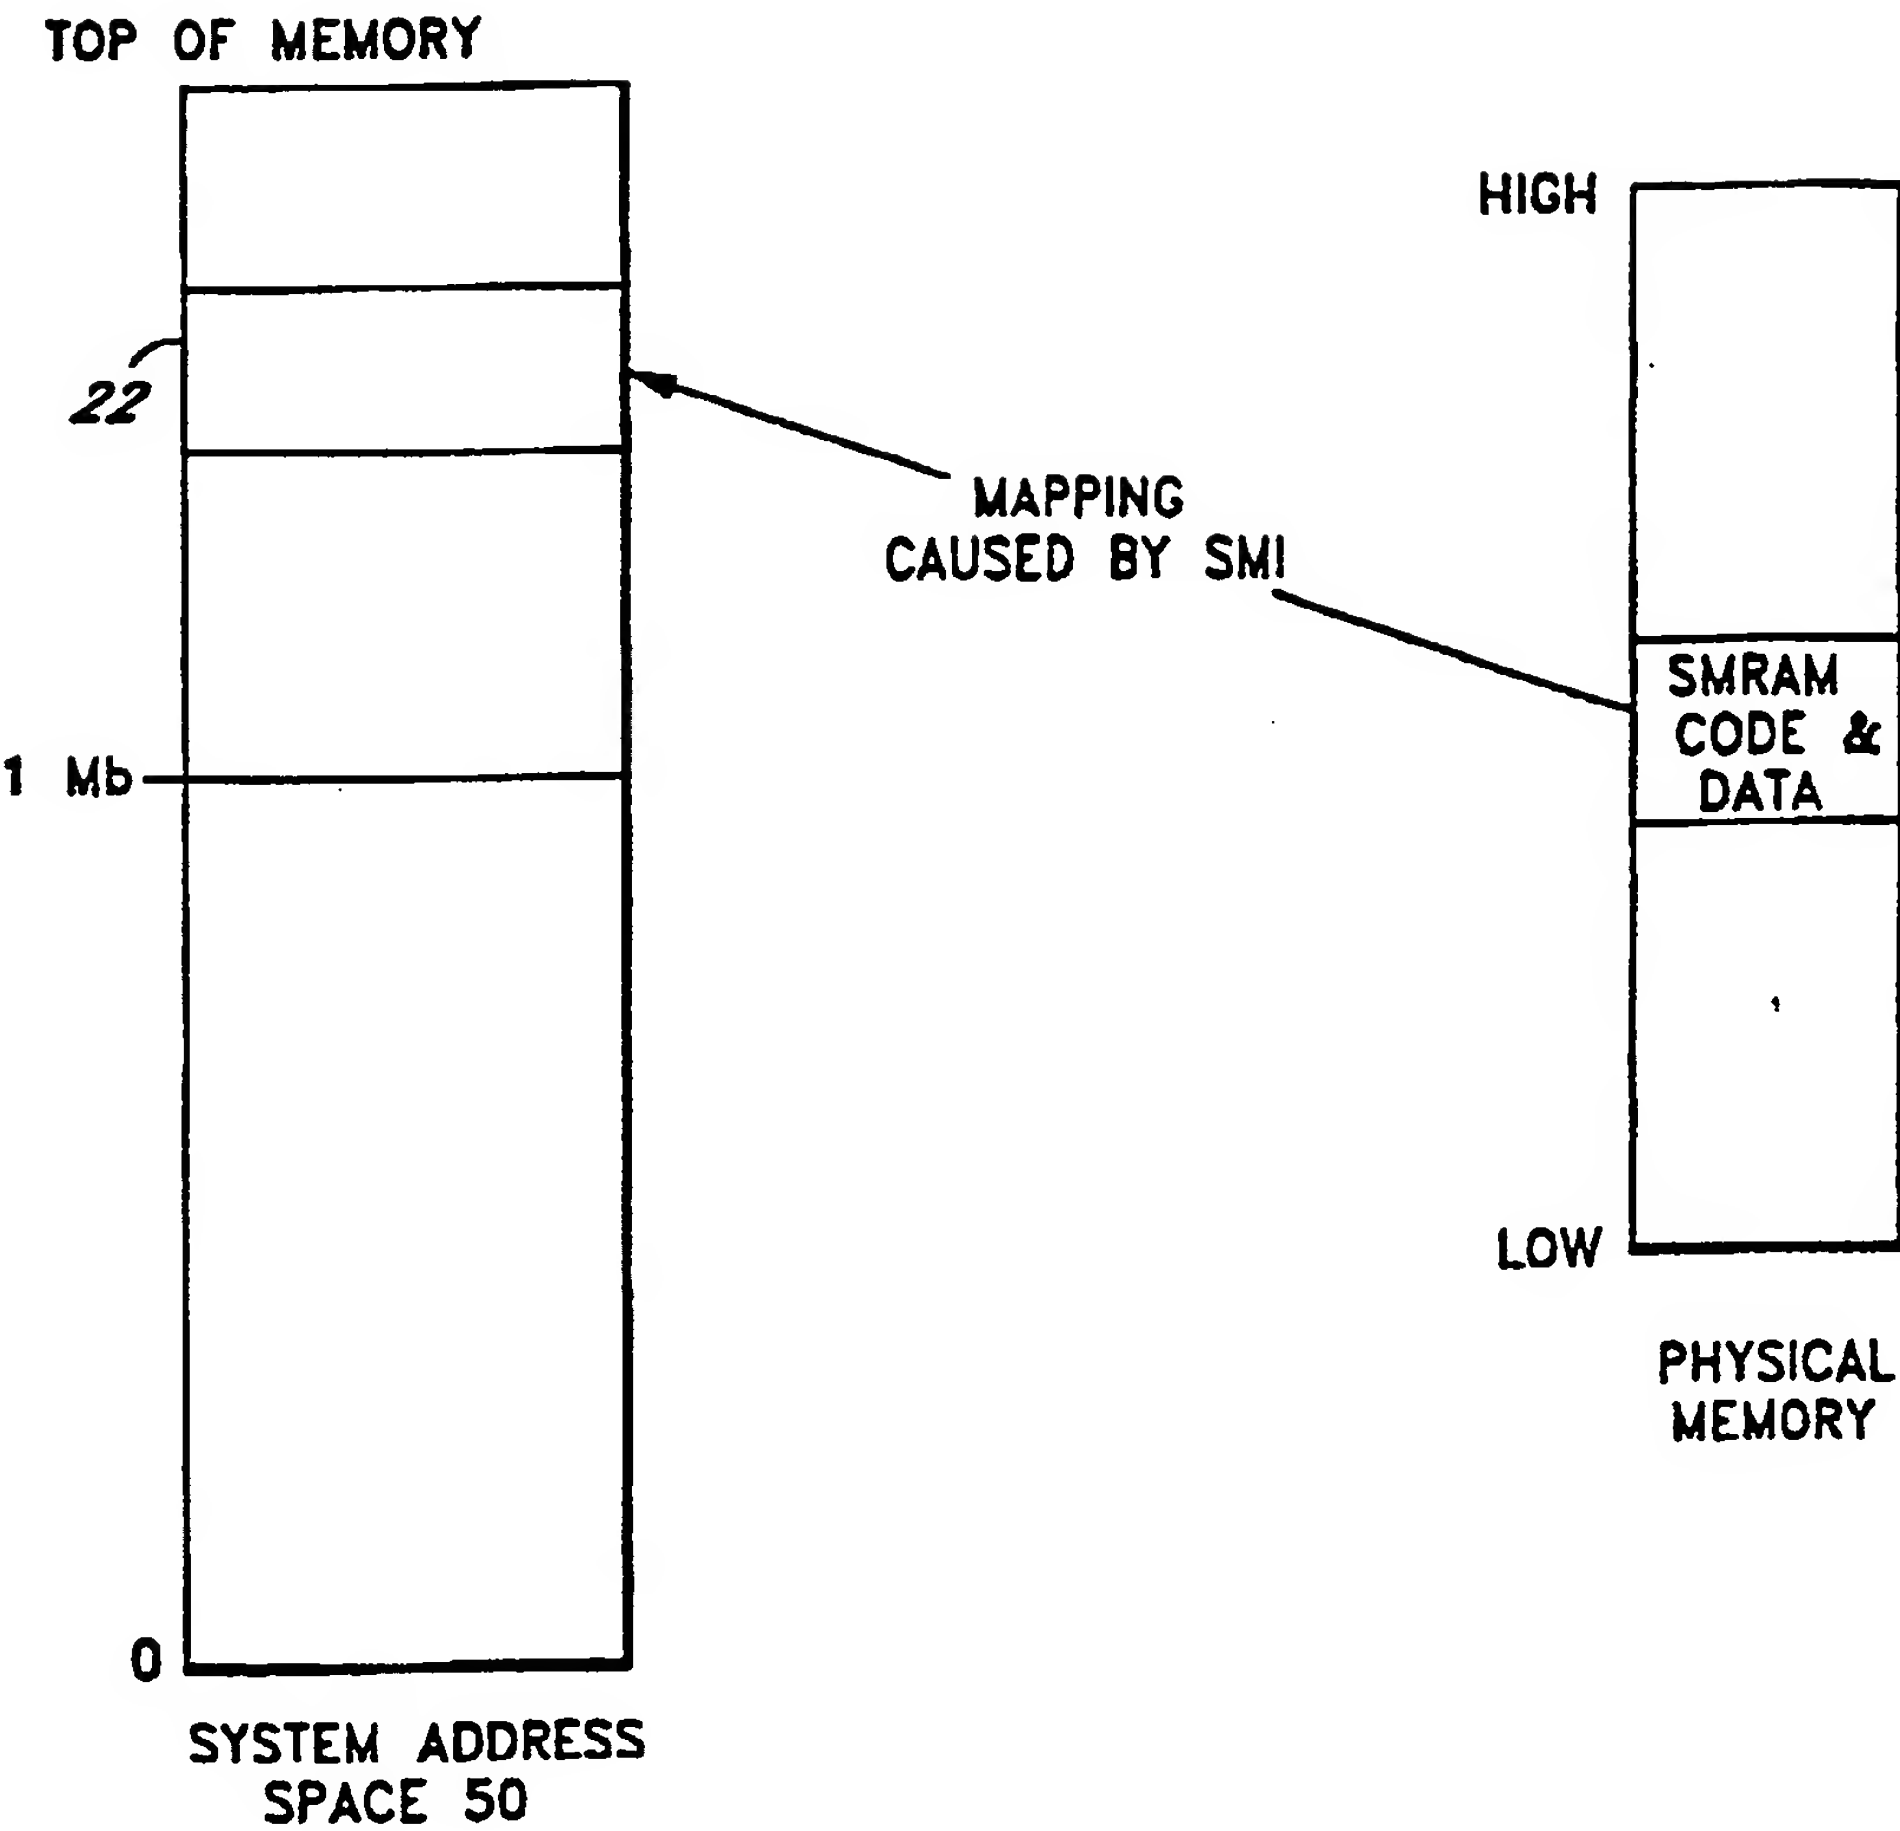 TOP OF MEMORY
HIGH
22
MAPPING
CAUSED BY SMI
SMRAM
CODE &
DATA
1 Mb
LOW
PHYSICAL
MEMORY
0
SYSTEM ADDRESS
SPACE 50